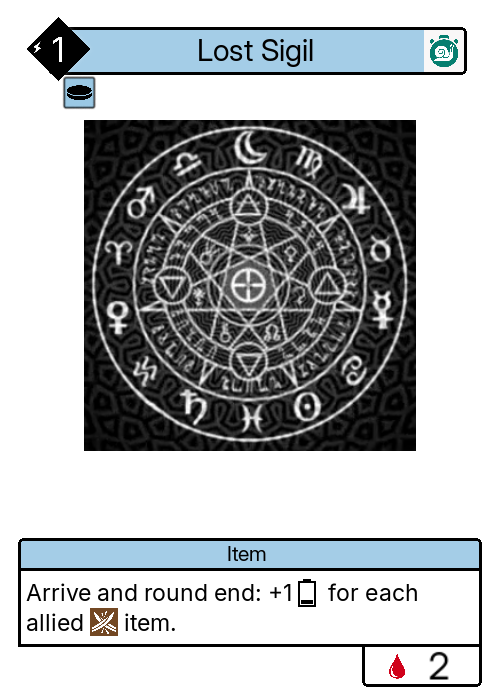 1
Lost Sigil
Item
Arrive and round end: +1 for each
allied item.
2